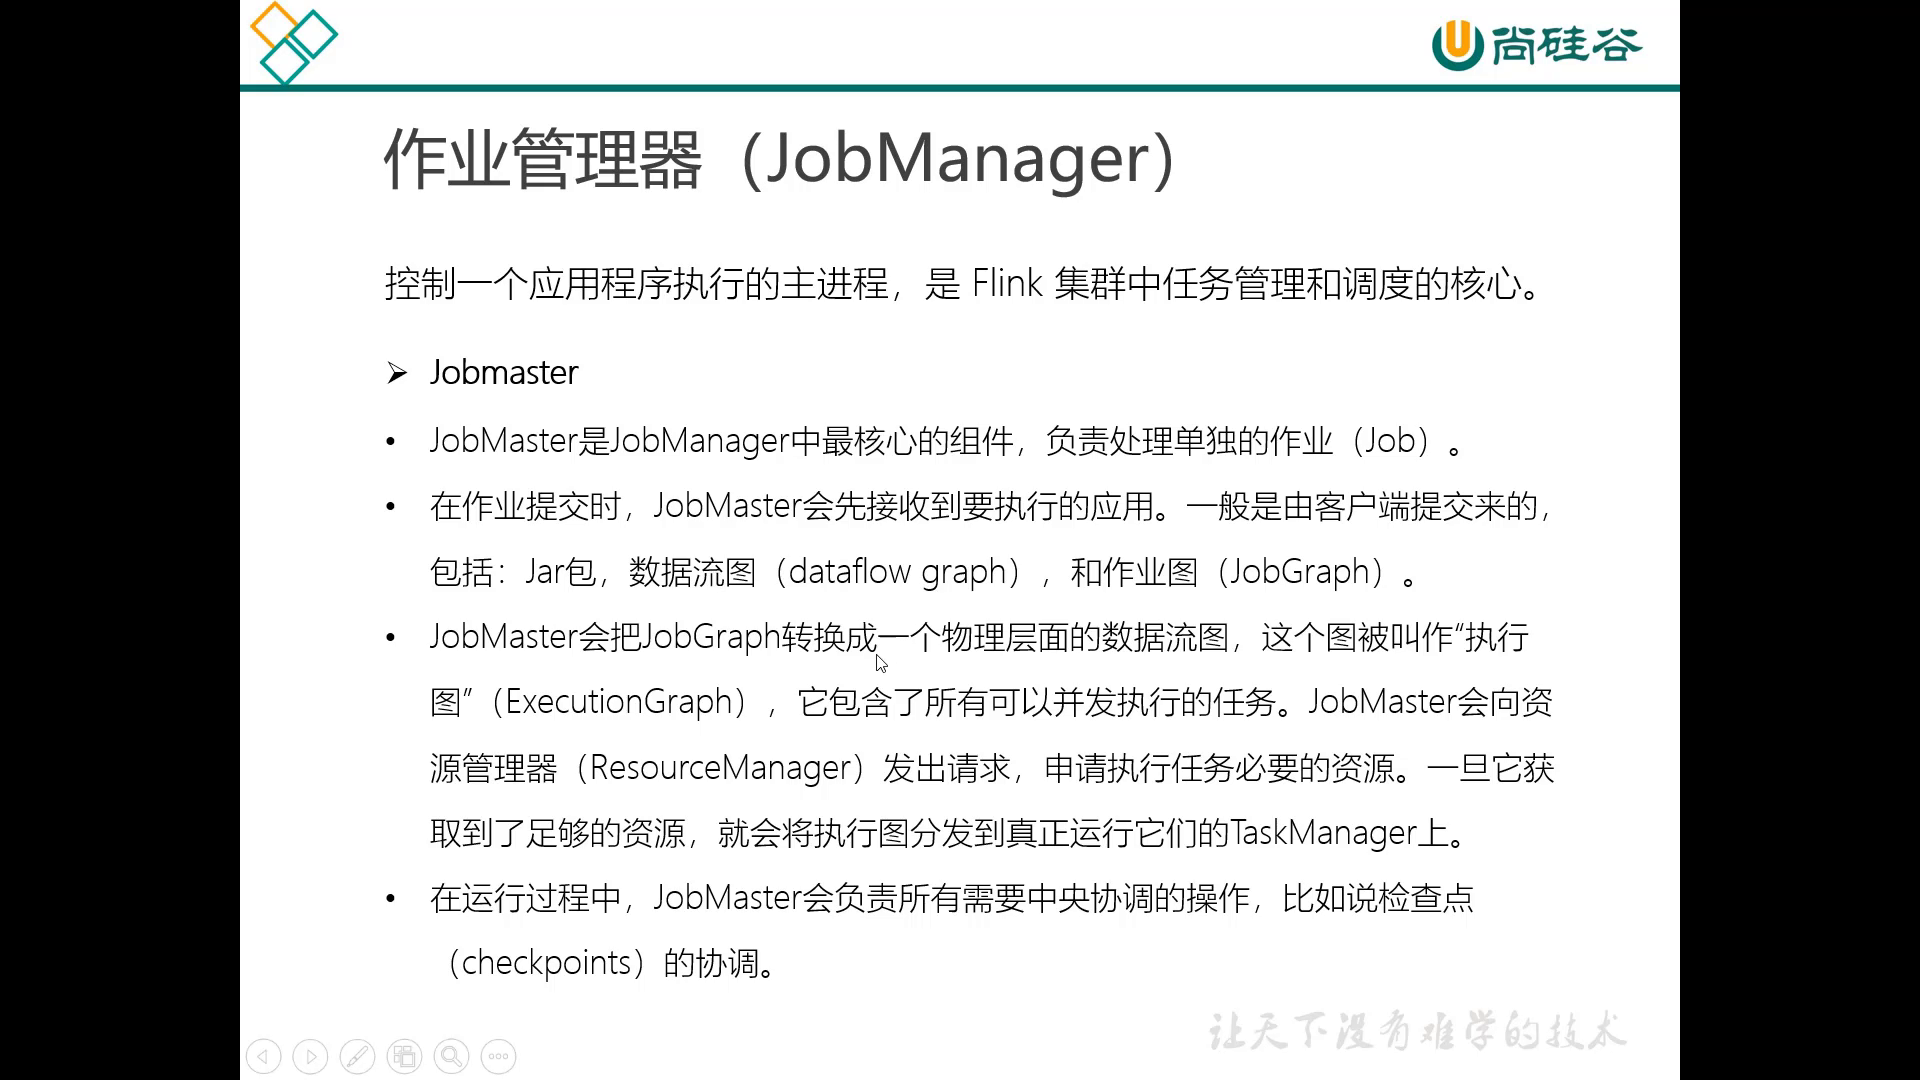 尚硅谷
作业管理器（JobManager）
控制一个应用程序执行的主进程，是 Flink 集群中任务管理和调度的核心。
➢ Jobmaster
• JobMaster是JobManager中最核心的组件，负责处理单独的作业（Job）。
• 在作业提交时，JobMaster会先接收到要执行的应用。一般是由客户端提交来的，
包括：Jar包，数据流图（dataflow graph），和作业图（JobGraph）。
• JobMaster会把JobGraph转换成一个物理层面的数据流图，这个图被叫作“执行
图”（ExecutionGraph），它包含了所有可以并发执行的任务。JobMaster会向资
源管理器（ResourceManager）发出请求，申请执行任务必要的资源。一旦它获
取到了足够的资源，就会将执行图分发到真正运行它们的TaskManager上。
• 在运行过程中，JobMaster会负责所有需要中央协调的操作，比如说检查点
（checkpoints）的协调。
让天下没有难学的技术